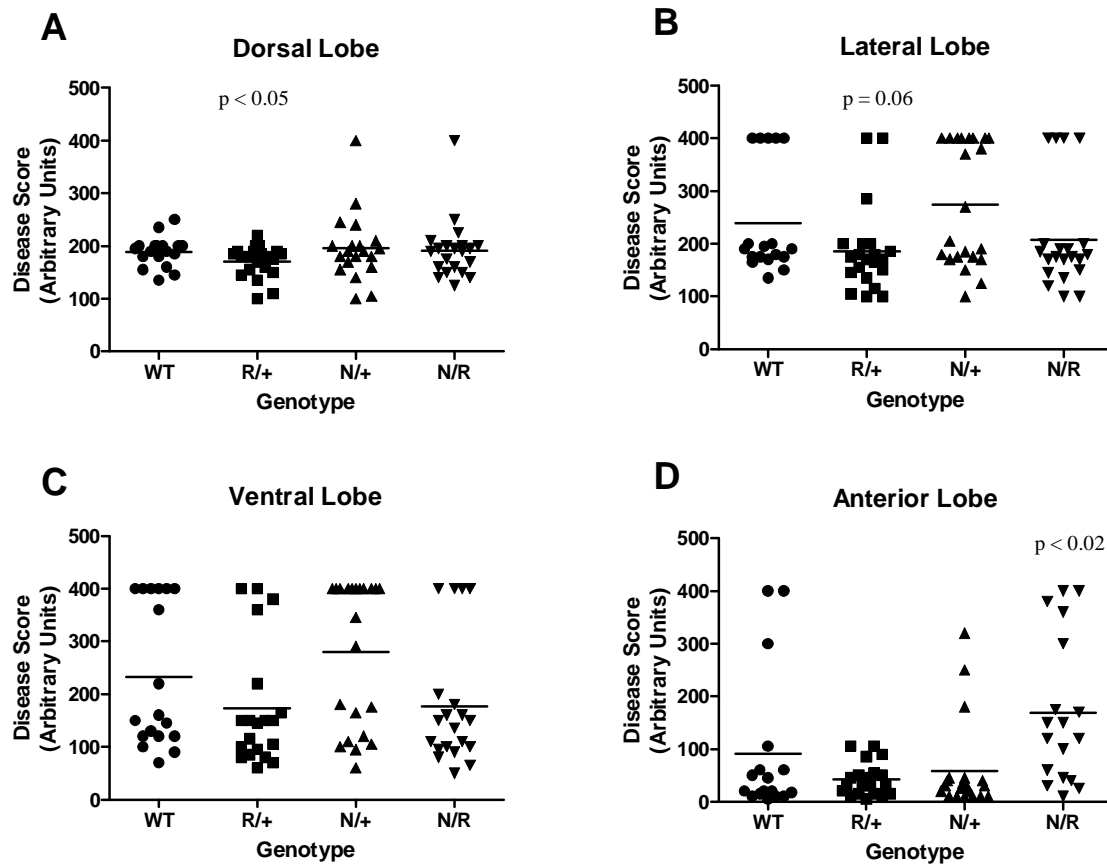 A
Dorsal Lobe
p < 0.05
Disease Score
(Arbitrary Units)
500
400
300
200
100
0
WT R/+ N/+ N/R
Genotype
B
Lateral Lobe
p = 0.06
Disease Score
(Arbitrary Units)
500
400
300
200
100
0
WT R/+ N/+ N/R
Genotype
C
Ventral Lobe
Disease Score
(Arbitrary Units)
500
400
300
200
100
0
WT R/+ N/+ N/R
Genotype
D
Anterior Lobe
p < 0.02
Disease Score
(Arbitrary Units)
500
400
300
200
100
0
WT R/+ N/+ N/R
Genotype